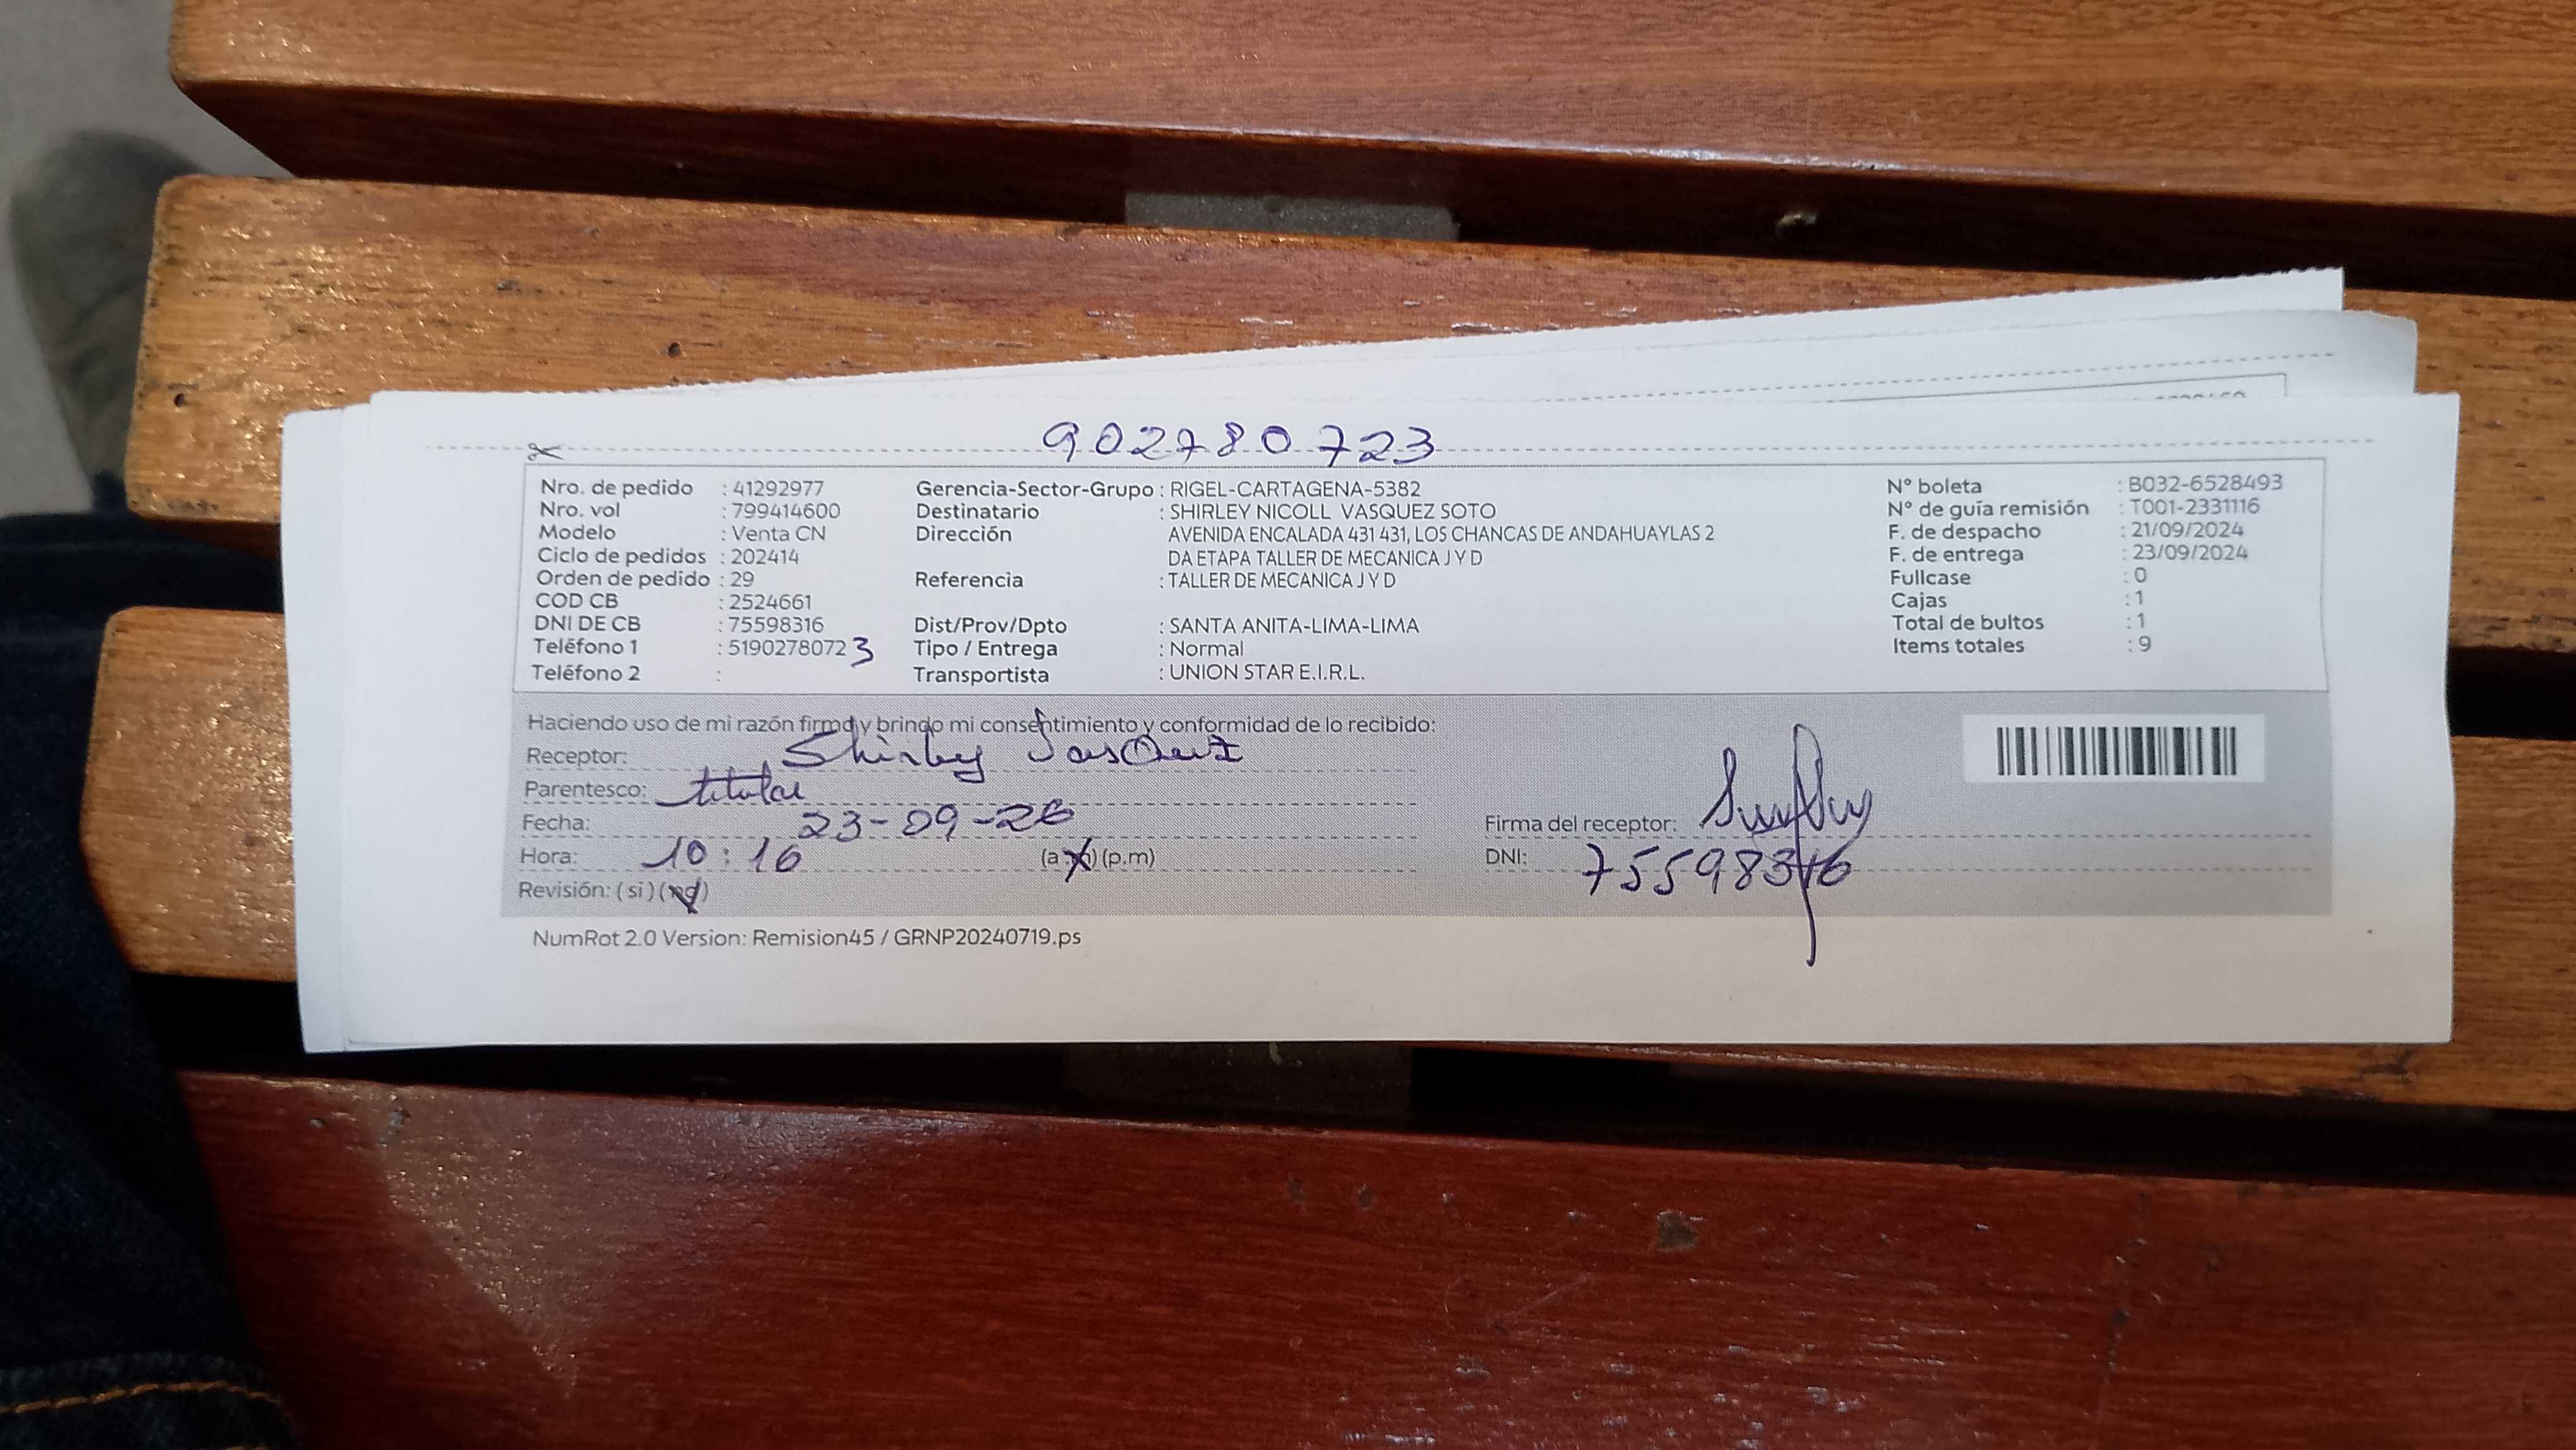 902780723
Nro. de pedido : 41292977
Nro. vol : 799414600
Modelo : Venta CN
Ciclo de pedidos : 202414
Orden de pedido : 29
COD CB : 2524661
DNI DE CB : 75598316
Teléfono 1 : 51902780723
Teléfono 2 :
Gerencia-Sector-Grupo : RIGEL-CARTAGENA-5382
Destinatario : SHIRLEY NICOLL VASQUEZ SOTO
Dirección AVENIDA ENCALADA 431 431, LOS CHANCAS DE ANDAHUAYLAS 2
DA ETAPA TALLER DE MECANICA J Y D
Referencia : TALLER DE MECANICA J Y D
Dist/Prov/Dpto : SANTA ANITA-LIMA-LIMA
Tipo / Entrega : Normal
Transportista : UNION STAR E.I.R.L.
N° boleta : B032-6528493
N° de guía remisión : T001-2331116
F. de despacho : 21/09/2024
F. de entrega : 23/09/2024
Fullcase : 0
Cajas : 1
Total de bultos : 1
Items totales : 9
Haciendo uso de mi razón firmo y brindo mi consentimiento y conformidad de lo recibido:
Receptor: Shirley Vasquez
Parentesco: titular
Fecha: 23-09-26
Hora: 10:16 (a.m) (p.m)
Revisión: (si) (no)
Firma del receptor:
DNI: 75598316
NumRot 2.0 Version: Remision45 / GRNP20240719.ps